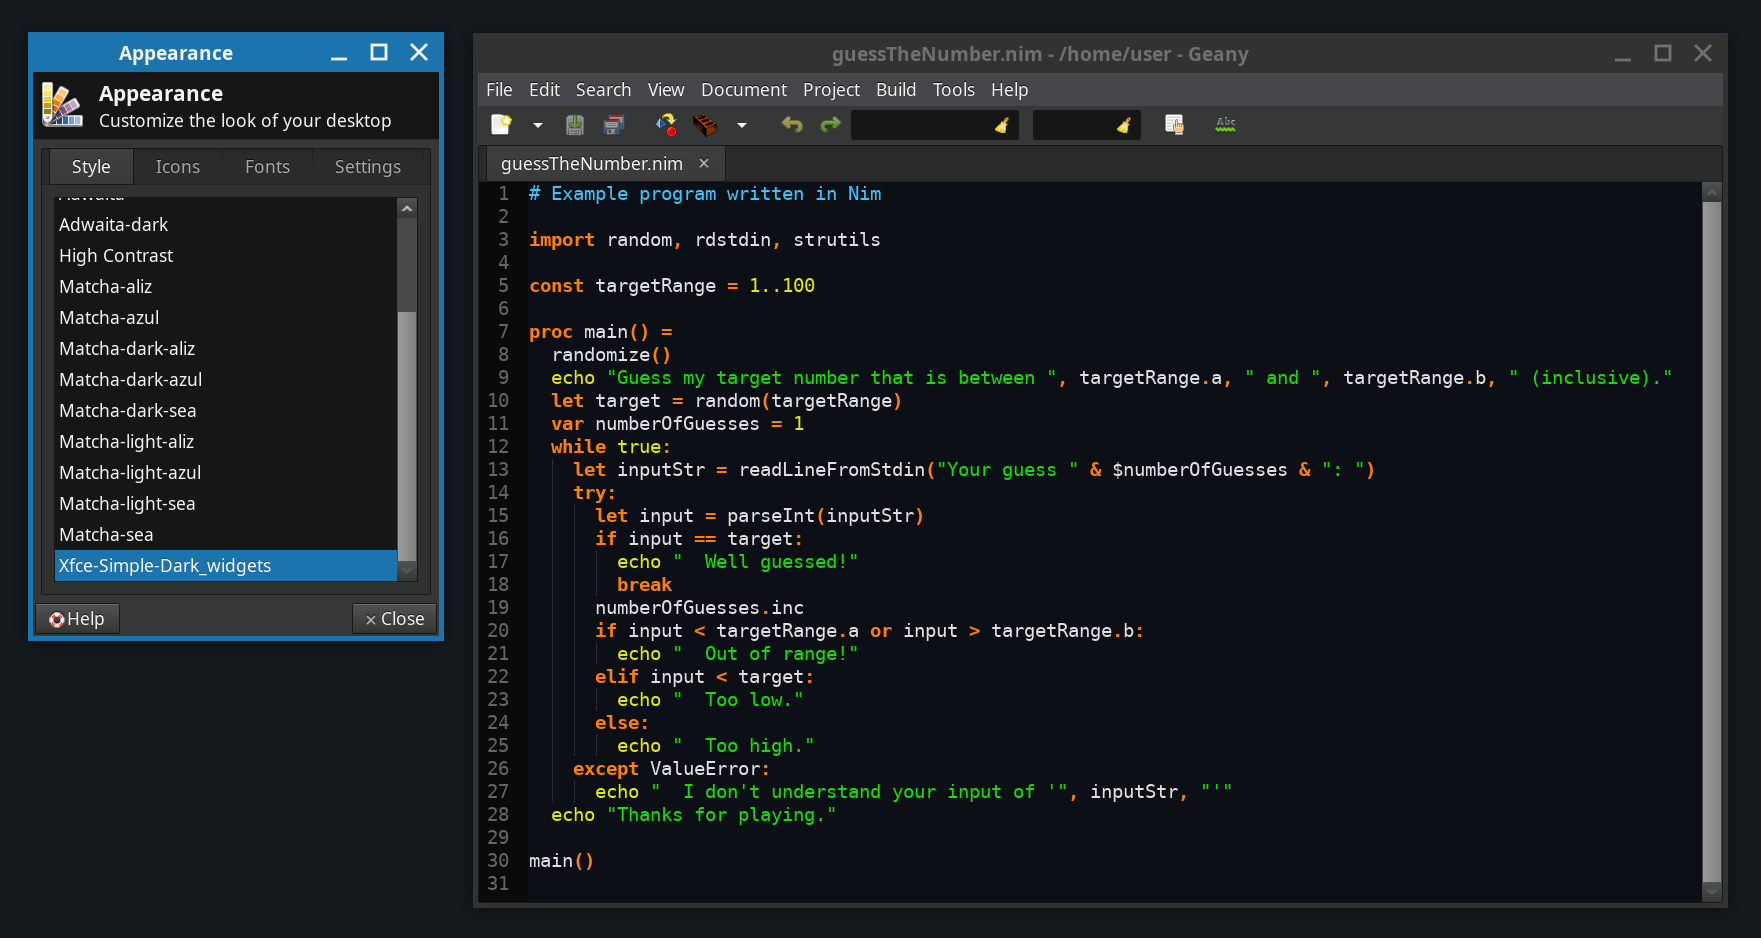 Appearance
Appearance
Customize the look of your desktop
Style Icons Fonts Settings
Adwaita
Adwaita-dark
High Contrast
Matcha-aliz
Matcha-azul
Matcha-dark-aliz
Matcha-dark-azul
Matcha-dark-sea
Matcha-light-aliz
Matcha-light-azul
Matcha-light-sea
Matcha-sea
Xfce-Simple-Dark_widgets
Help Close
guessTheNumber.nim - /home/user - Geany
File Edit Search View Document Project Build Tools Help
Abc
guessTheNumber.nim
1 # Example program written in Nim
2
3 import random, rdstdin, strutils
4
5 const targetRange = 1..100
6
7 proc main() =
8   randomize()
9   echo "Guess my target number that is between ", targetRange.a, " and ", targetRange.b, " (inclusive)."
10   let target = random(targetRange)
11   var numberOfGuesses = 1
12   while true:
13     let inputStr = readLineFromStdin("Your guess " & $numberOfGuesses & ": ")
14     try:
15       let input = parseInt(inputStr)
16       if input == target:
17         echo "  Well guessed!"
18         break
19       numberOfGuesses.inc
20       if input < targetRange.a or input > targetRange.b:
21         echo "  Out of range!"
22       elif input < target:
23         echo "  Too low."
24       else:
25         echo "  Too high."
26     except ValueError:
27       echo "  I don't understand your input of '", inputStr, "'"
28   echo "Thanks for playing."
29
30 main()
31